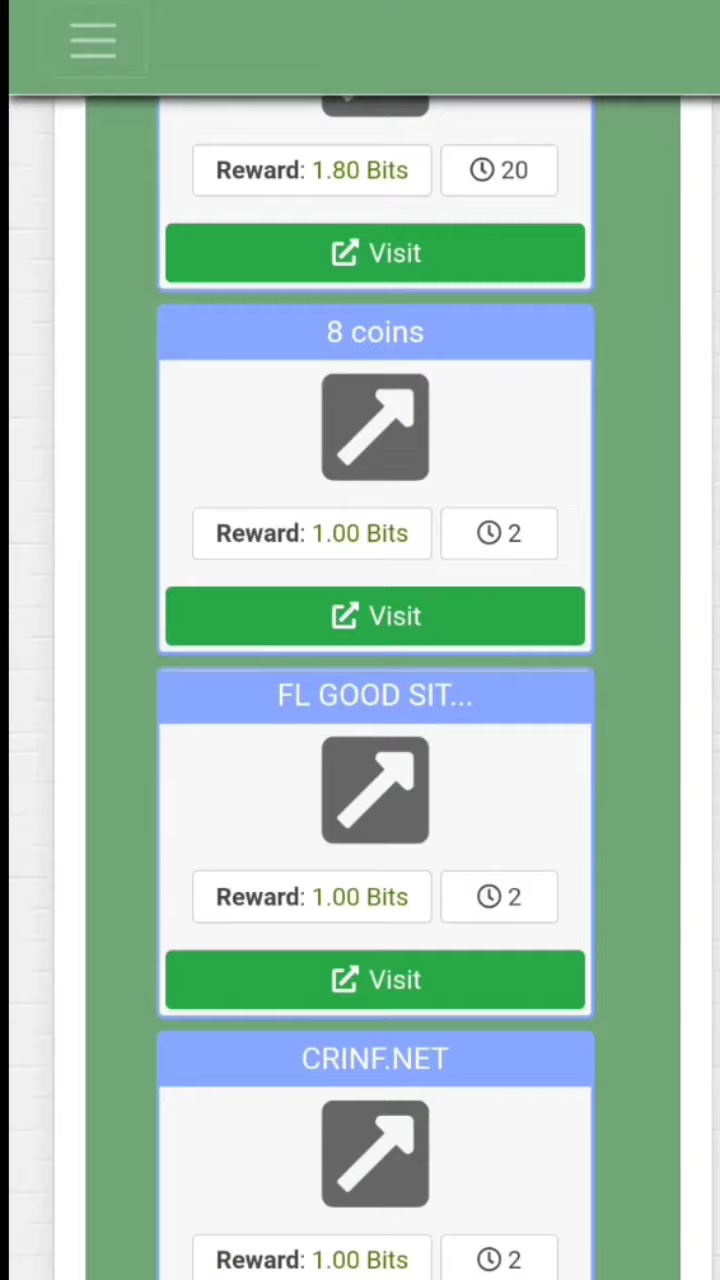 Reward: 1.80 Bits 20
Visit
8 coins
Reward: 1.00 Bits 2
Visit
FL GOOD SIT...
Reward: 1.00 Bits 2
Visit
CRINF.NET
Reward: 1.00 Bits 2